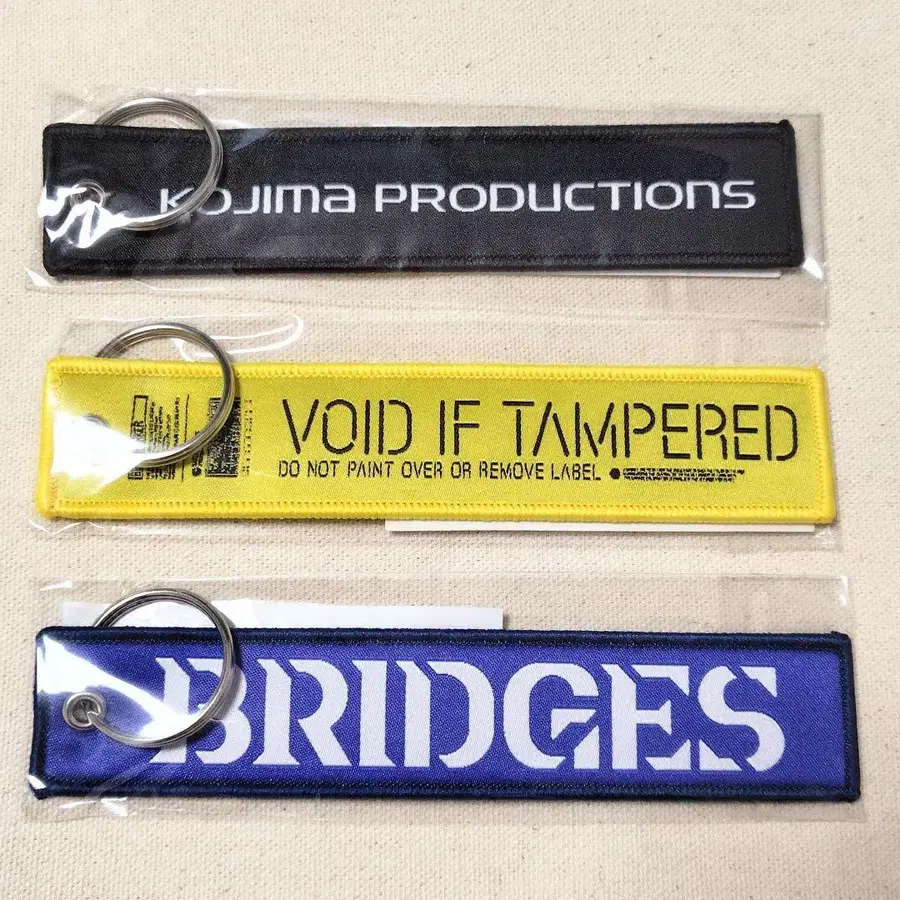 KOJIMA PRODUCTIONS
VOID IF TAMPERED
DO NOT PAINT OVER OR REMOVE LABEL
BRIDGES